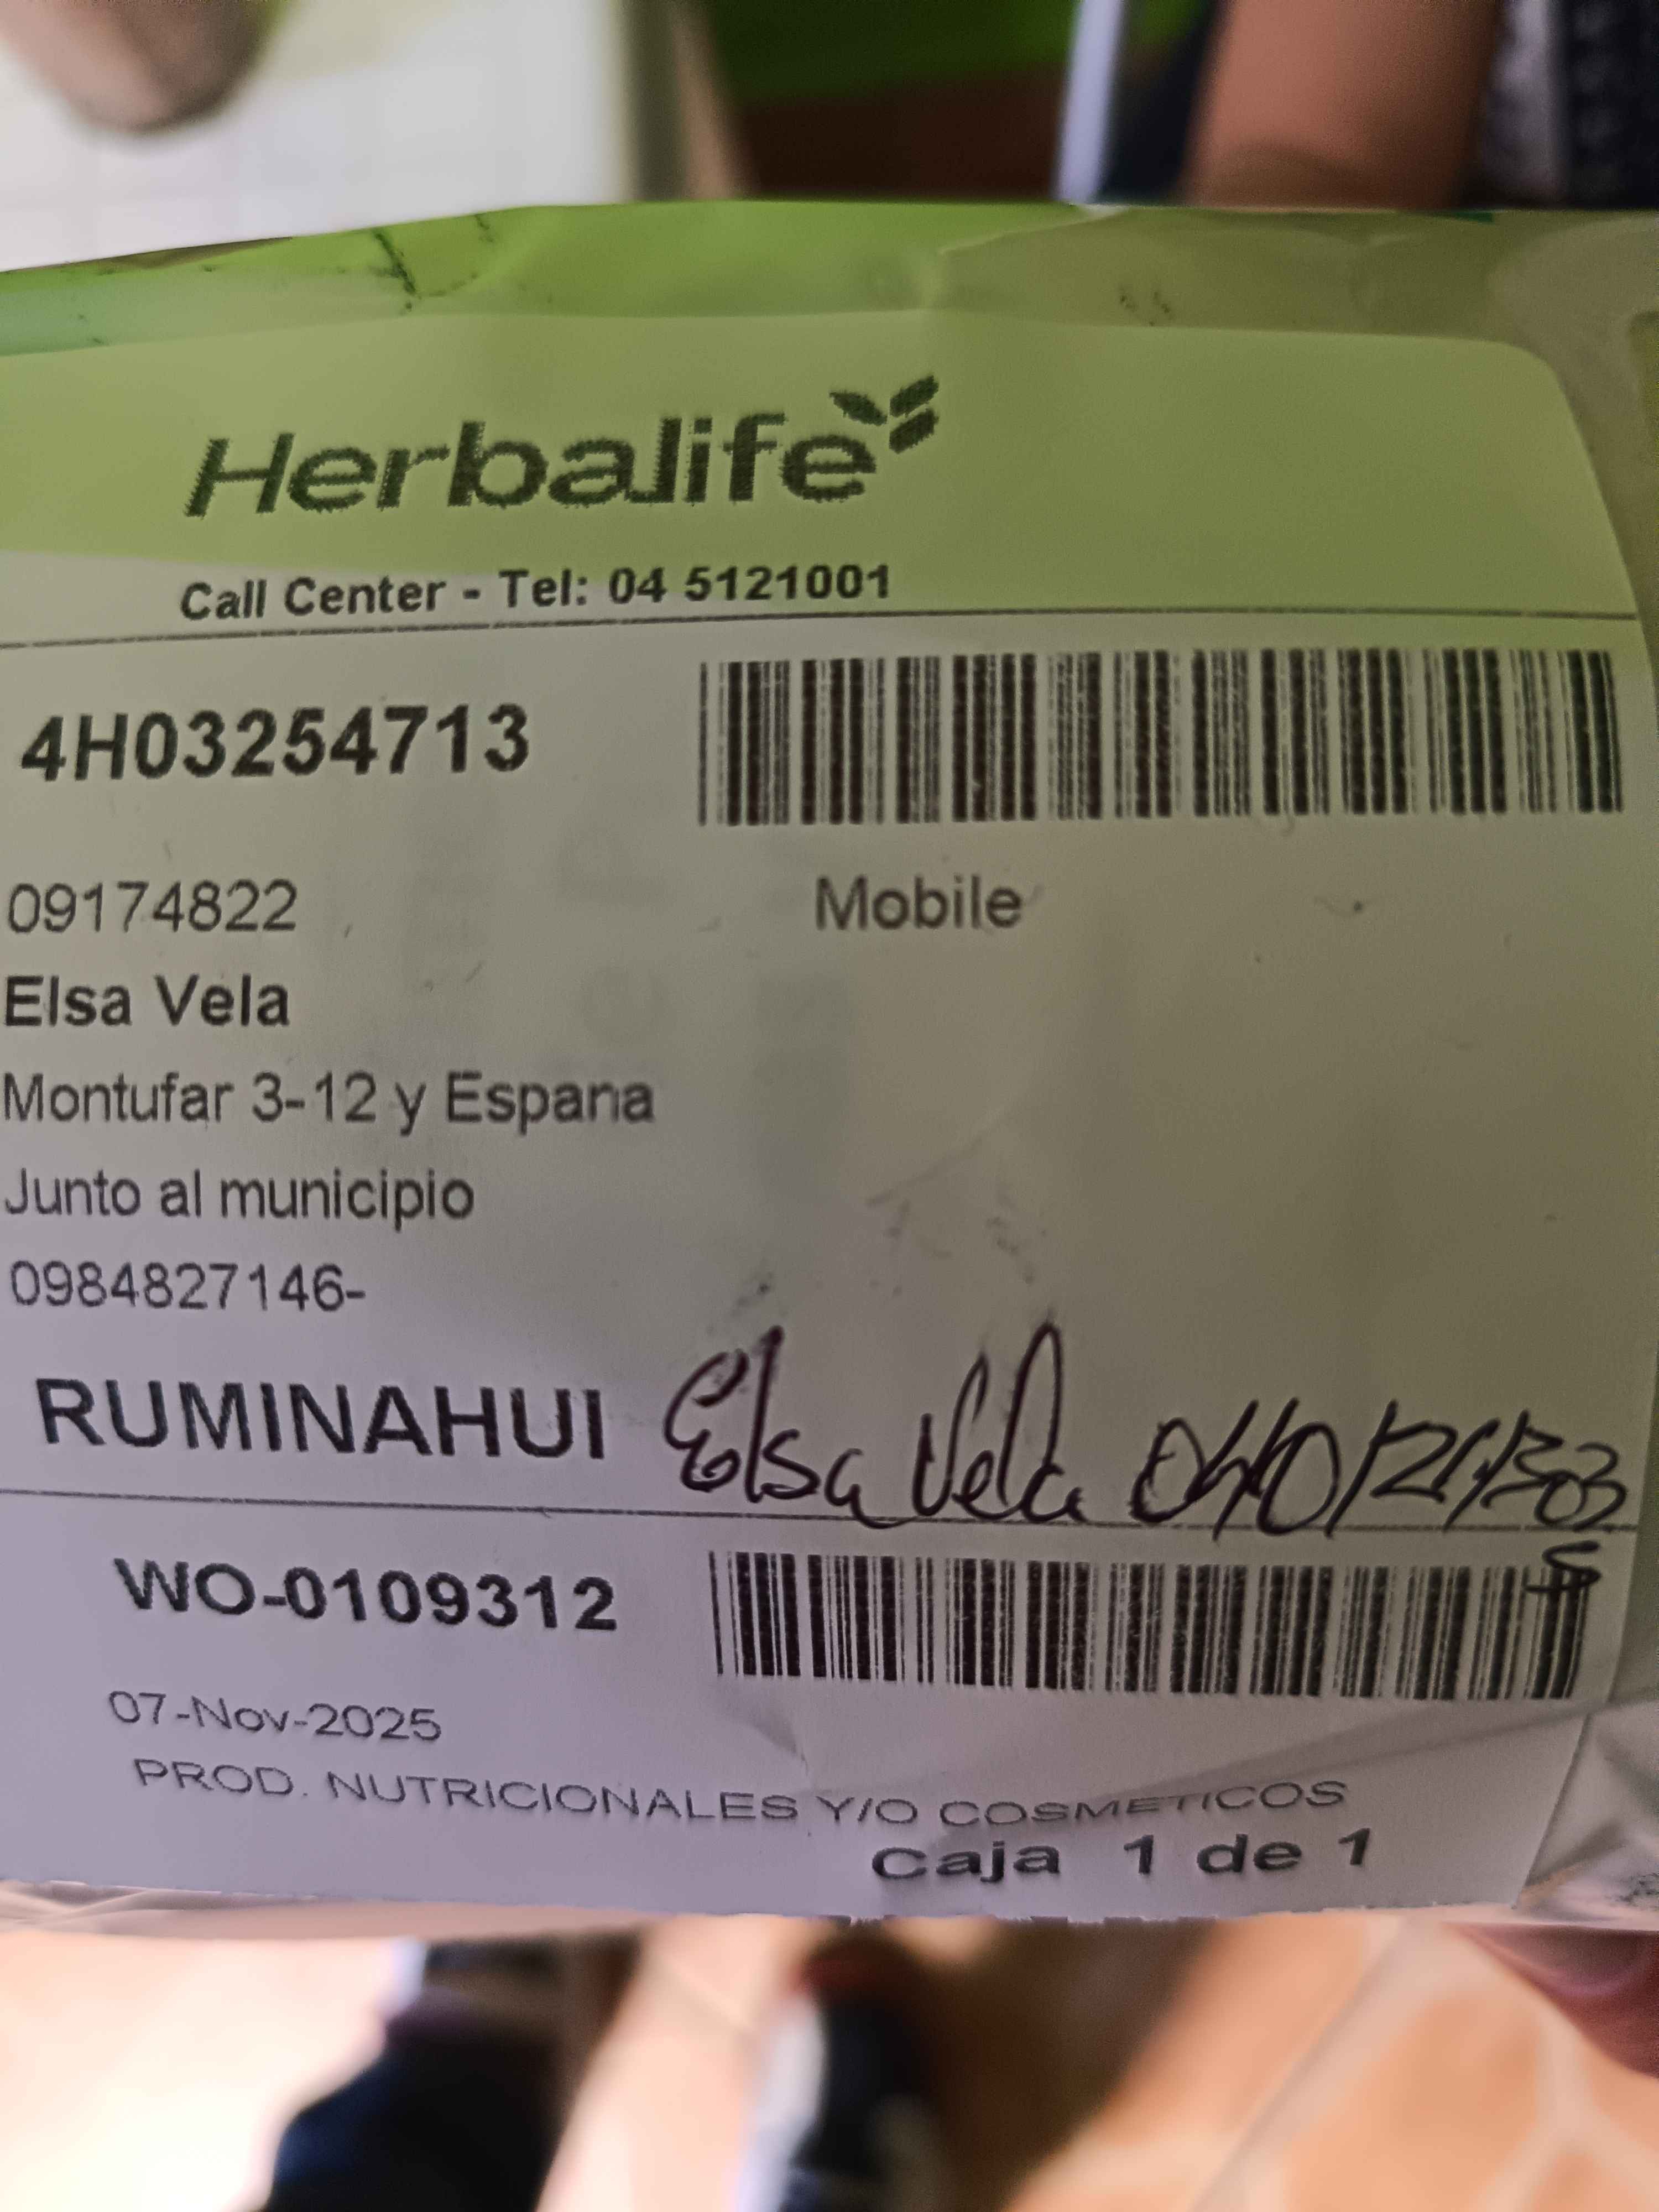 Herbalife
Call Center - Tel: 04 5121001
4H03254713
09174822 Mobile
Elsa Vela
Montufar 3-12 y Espana
Junto al municipio
0984827146-
RUMINAHUI Elsa Vela
WO-0109312
07-Nov-2025
PROD. NUTRICIONALES Y/O COSMETICOS
Caja 1 de 1